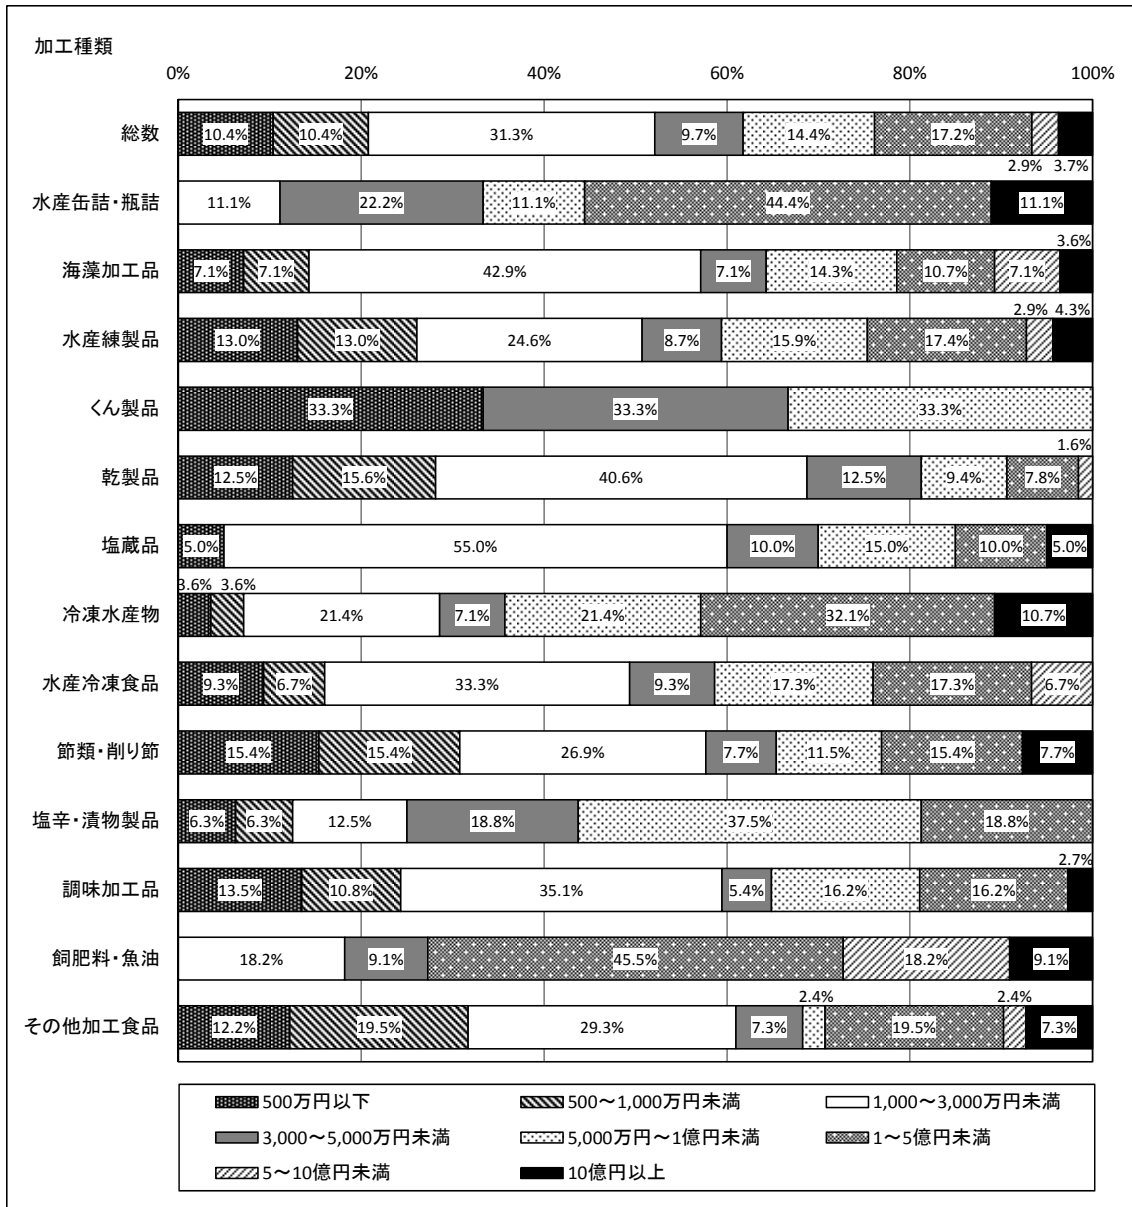 加工種類
0% 20% 40% 60% 80% 100%
総数 10.4% 10.4% 31.3% 9.7% 14.4% 17.2%
2.9% 3.7%
水産缶詰・瓶詰 11.1% 22.2% 11.1% 44.4% 11.1%
3.6%
海藻加工品 7.1% 7.1% 42.9% 7.1% 14.3% 10.7% 7.1%
2.9% 4.3%
水産練製品 13.0% 13.0% 24.6% 8.7% 15.9% 17.4%
くん製品 33.3% 33.3% 33.3%
1.6%
乾製品 12.5% 15.6% 40.6% 12.5% 9.4% 7.8%
塩蔵品 5.0% 55.0% 10.0% 15.0% 10.0% 5.0%
3.6% 3.6%
冷凍水産物 21.4% 7.1% 21.4% 32.1% 10.7%
水産冷凍食品 9.3% 6.7% 33.3% 9.3% 17.3% 17.3% 6.7%
節類・削り節 15.4% 15.4% 26.9% 7.7% 11.5% 15.4% 7.7%
塩辛・漬物製品 6.3% 6.3% 12.5% 18.8% 37.5% 18.8%
2.7%
調味加工品 13.5% 10.8% 35.1% 5.4% 16.2% 16.2%
飼肥料・魚油 18.2% 9.1% 45.5% 18.2% 9.1%
2.4% 2.4%
その他加工食品 12.2% 19.5% 29.3% 7.3% 19.5% 7.3%
500万円以下 500～1,000万円未満 1,000～3,000万円未満
3,000～5,000万円未満 5,000万円～1億円未満 1～5億円未満
5～10億円未満 10億円以上